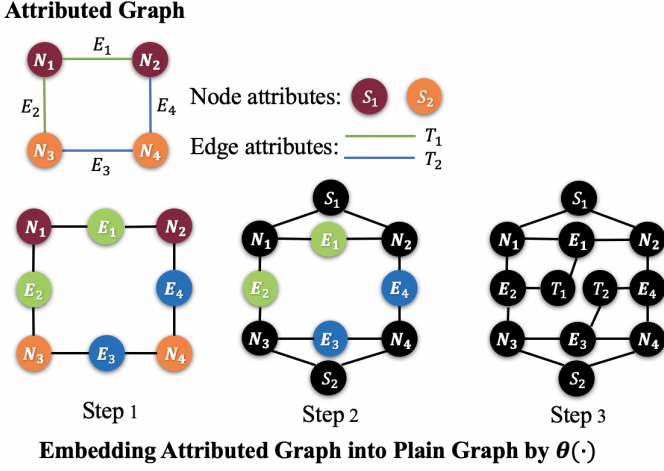 Attributed Graph
N₁ E₁ N₂
E₂ E₄
N₃ E₃ N₄
Node attributes: S₁ S₂
Edge attributes: T₁
T₂
N₁ E₁ N₂
E₂ E₄
N₃ E₃ N₄
Step 1
S₁
N₁ E₁ N₂
E₂ E₄
N₃ E₃ N₄
S₂
Step 2
S₁
N₁ E₁ N₂
E₂ T₁ T₂ E₄
N₃ E₃ N₄
S₂
Step 3
Embedding Attributed Graph into Plain Graph by θ(·)